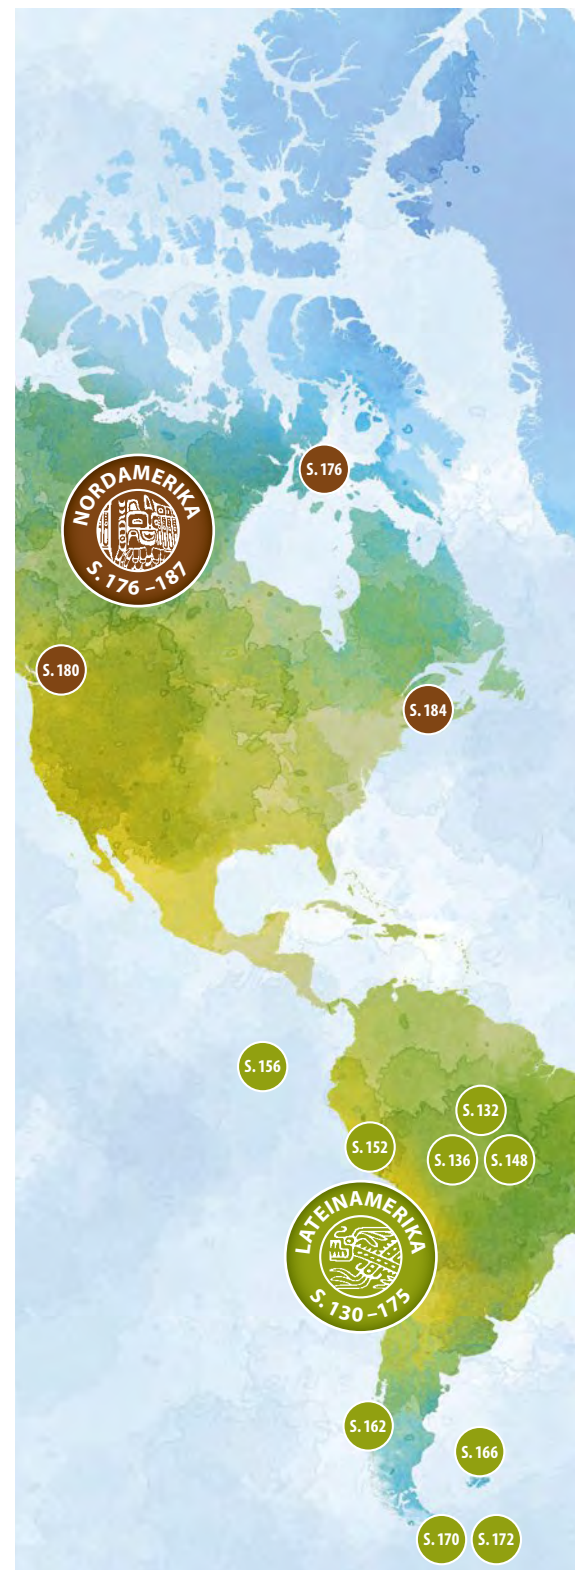 S. 176
NORDAMERIKA
S. 176 –187
S. 180
S. 184
S. 156
S. 132
S. 152
S. 136
S. 148
LATEINAMERIKA
S. 130 –175
S. 162
S. 166
S. 170
S. 172